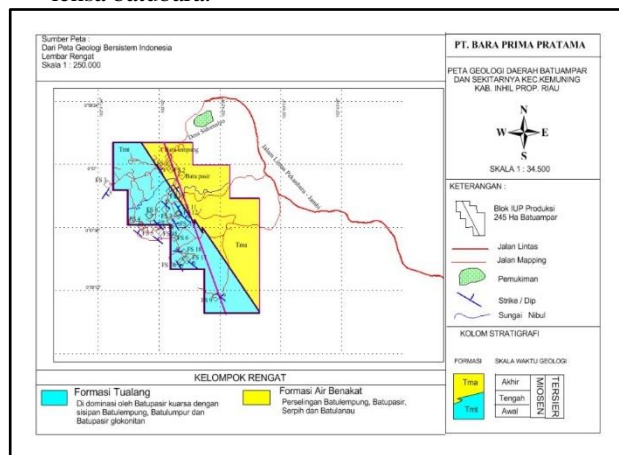 lensa batubara.
Sumber Peta :
Dari Peta Geologi Bersistem Indonesia
Lembar Rengat
Skala 1 : 250.000
PT. BARA PRIMA PRATAMA
PETA GEOLOGI DAERAH BATUAMPAR
DAN SEKITARNYA KEC.KEMUNING
KAB. INHIL PROP. RIAU
N
W E
S
SKALA 1 : 34.500
KETERANGAN :
Blok IUP Produksi
245 Ha Batuampar
Jalan Lintas
Jalan Mapping
Pemukiman
Strike / Dip
Sungai Nibul
KOLOM STRATIGRAFI
FORMASI SKALA WAKTU GEOLOGI
Tma
Tmt
Akhir
Tengah
Awal
MIOSEN
TERSIER
Jalan Lintas Pekanbaru - Jambi
Tmt
Batu pasir
Tma
KELOMPOK RENGAT
Formasi Tualang
Di dominasi oleh Batupasir kuarsa dengan
sisipan Batulempung, Batulumpur dan
Batupasir glokonitan
Formasi Air Benakat
Perselingan Batulempung, Batupasir,
Serpih dan Batulanau